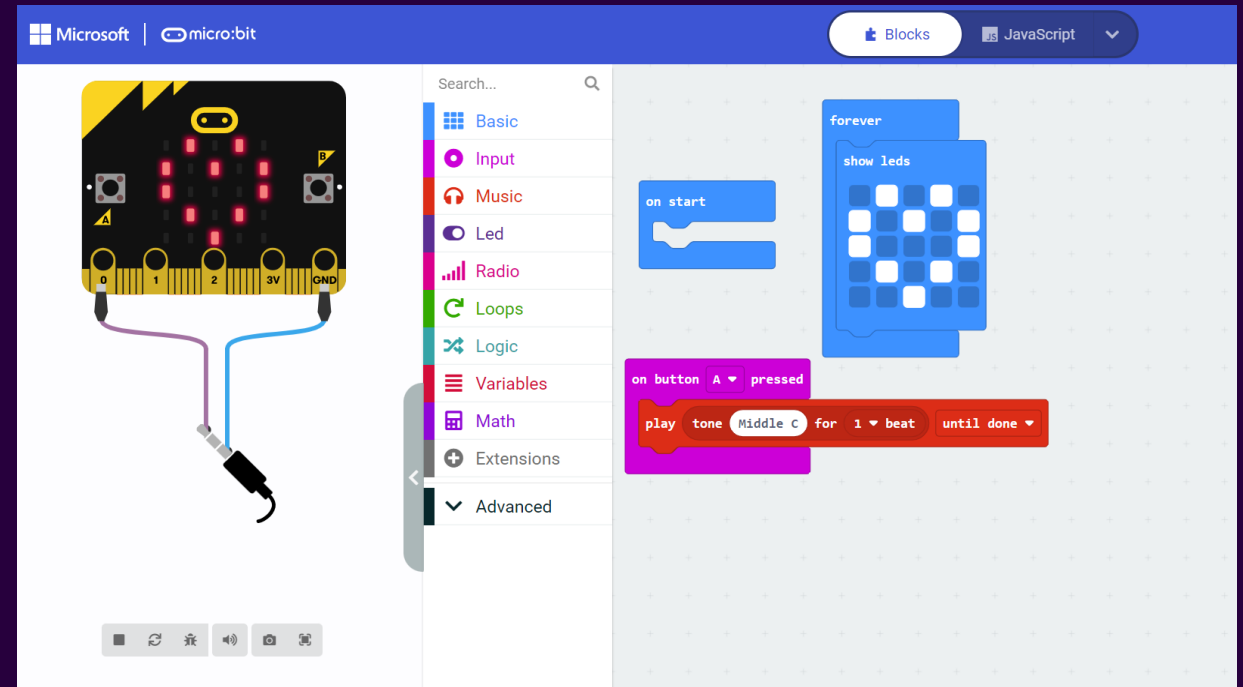 Microsoft micro:bit Blocks JS JavaScript
Search...
Basic
Input
Music
Led
Radio
Loops
Logic
Variables
Math
Extensions
Advanced
A
B
0 1 2 3V GND
on start
forever
show leds
on button A pressed
play tone Middle C for 1 beat until done